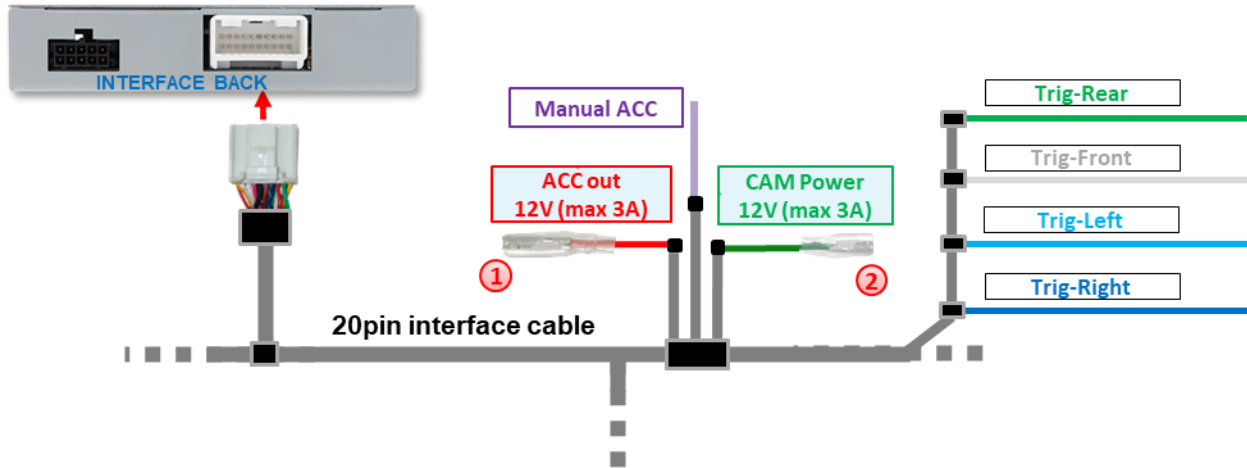 INTERFACE BACK
Manual ACC
ACC out
12V (max 3A)
CAM Power
12V (max 3A)
1
2
20pin interface cable
Trig-Rear
Trig-Front
Trig-Left
Trig-Right